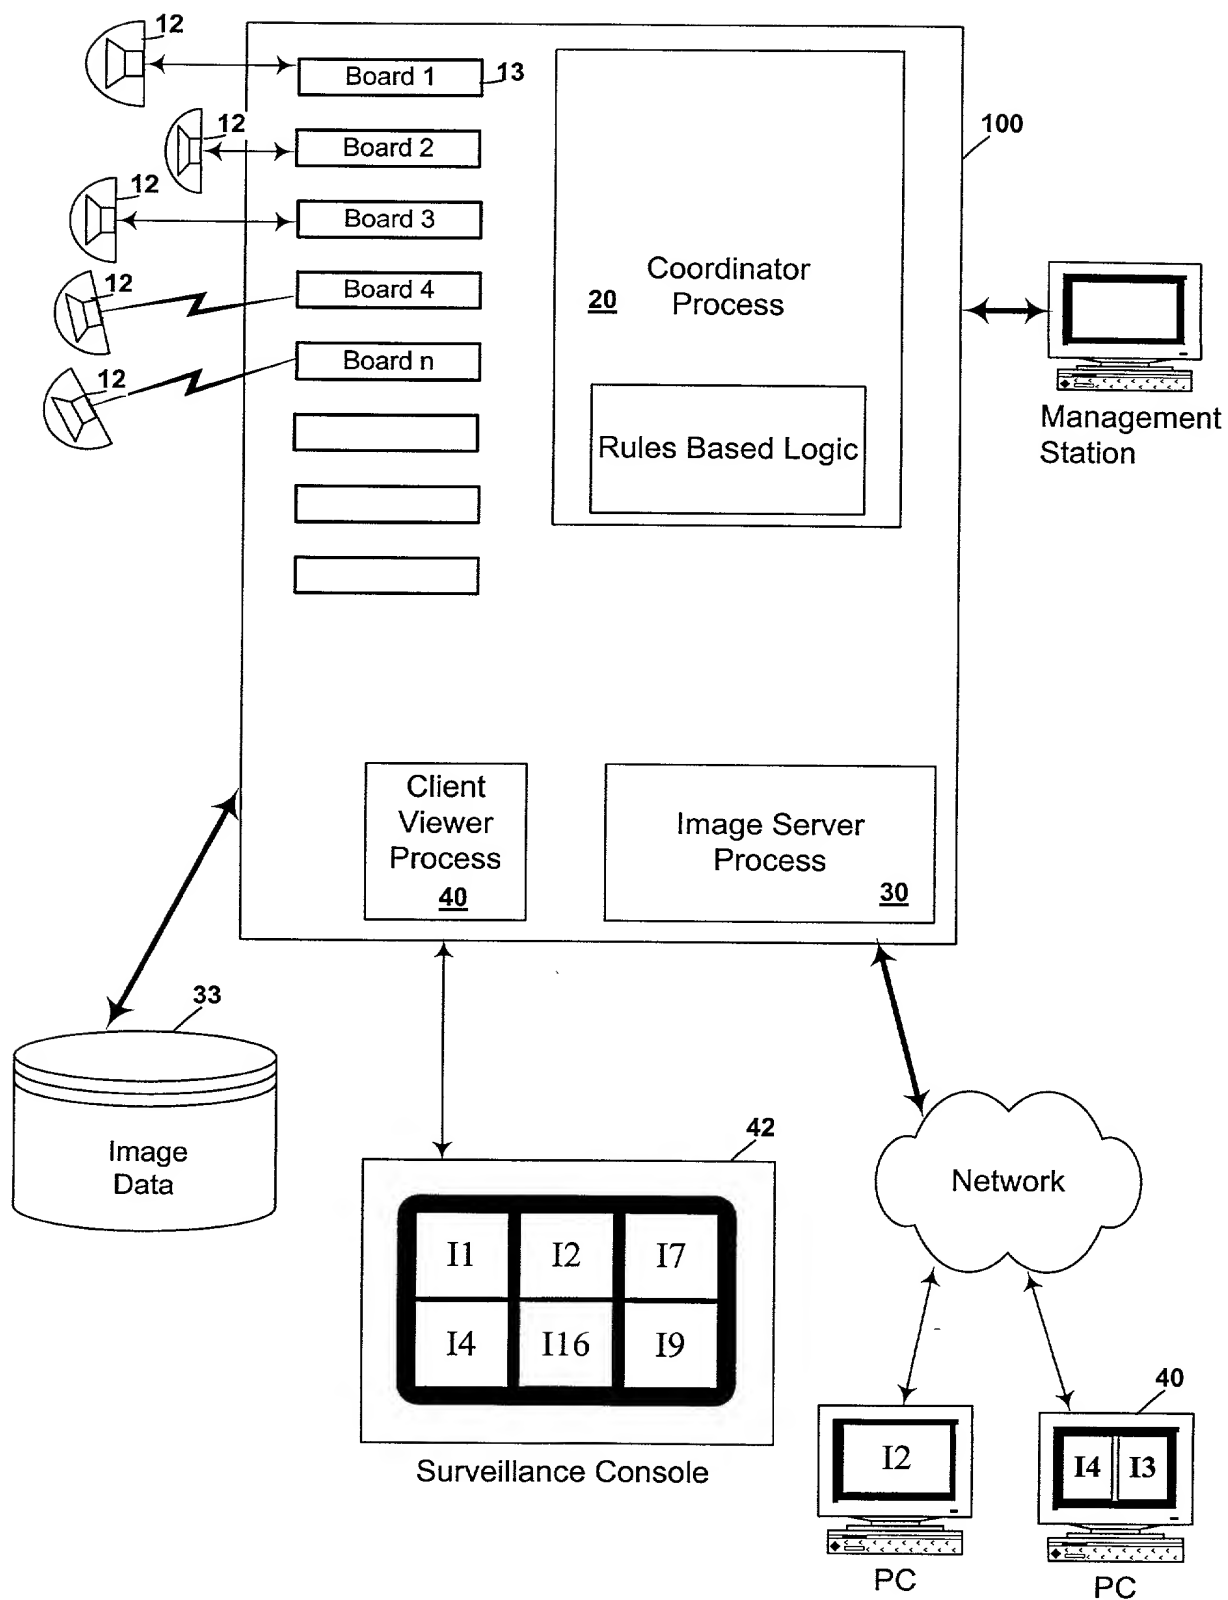 12
Board 1
13
12
Board 2
100
12
Board 3
12
Board 4
12
Board n
Coordinator
Process
20
Rules Based Logic
Management
Station
Client
Viewer
Process
40
Image Server
Process
30
33
Image
Data
42
I1
I2
I7
I4
I16
I9
Surveillance Console
Network
I2
PC
40
I4
I3
PC